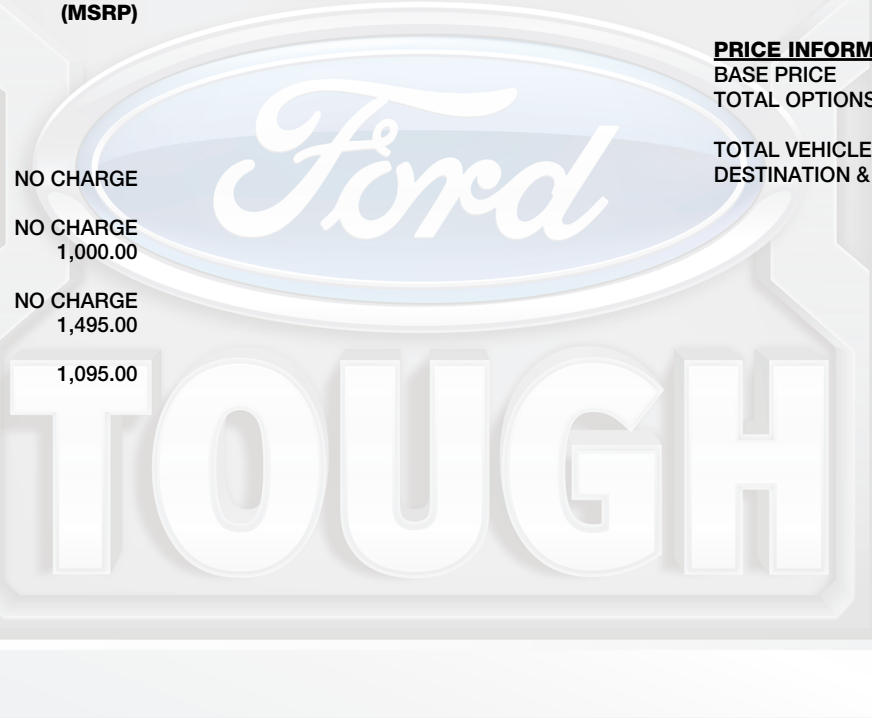 (MSRP)
NO CHARGE
NO CHARGE
1,000.00
NO CHARGE
1,495.00
1,095.00
PRICE INFORM
BASE PRICE
TOTAL OPTIONS
TOTAL VEHICLE
DESTINATION &
Ford
TOUGH